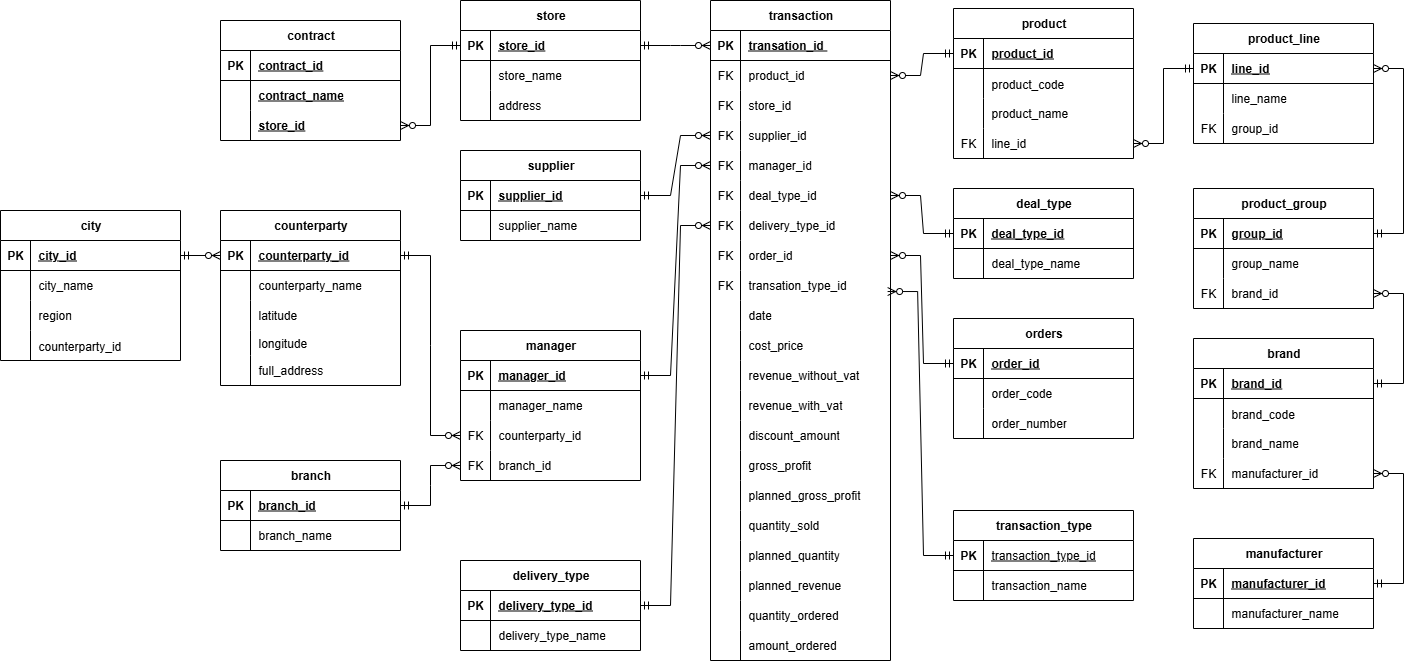 contract
PK contract_id
contract_name
store_id
store
PK store_id
store_name
address
supplier
PK supplier_id
supplier_name
city
PK city_id
city_name
region
counterparty_id
counterparty
PK counterparty_id
counterparty_name
latitude
longitude
full_address
manager
PK manager_id
manager_name
FK counterparty_id
FK branch_id
branch
PK branch_id
branch_name
delivery_type
PK delivery_type_id
delivery_type_name
transaction
PK transation_id
FK product_id
FK store_id
FK supplier_id
FK manager_id
FK deal_type_id
FK delivery_type_id
FK order_id
FK transation_type_id
date
cost_price
revenue_without_vat
revenue_with_vat
discount_amount
gross_profit
planned_gross_profit
quantity_sold
planned_quantity
planned_revenue
quantity_ordered
amount_ordered
product
PK product_id
product_code
product_name
FK line_id
deal_type
PK deal_type_id
deal_type_name
orders
PK order_id
order_code
order_number
transaction_type
PK transaction_type_id
transaction_name
product_line
PK line_id
line_name
FK group_id
product_group
PK group_id
group_name
FK brand_id
brand
PK brand_id
brand_code
brand_name
FK manufacturer_id
manufacturer
PK manufacturer_id
manufacturer_name